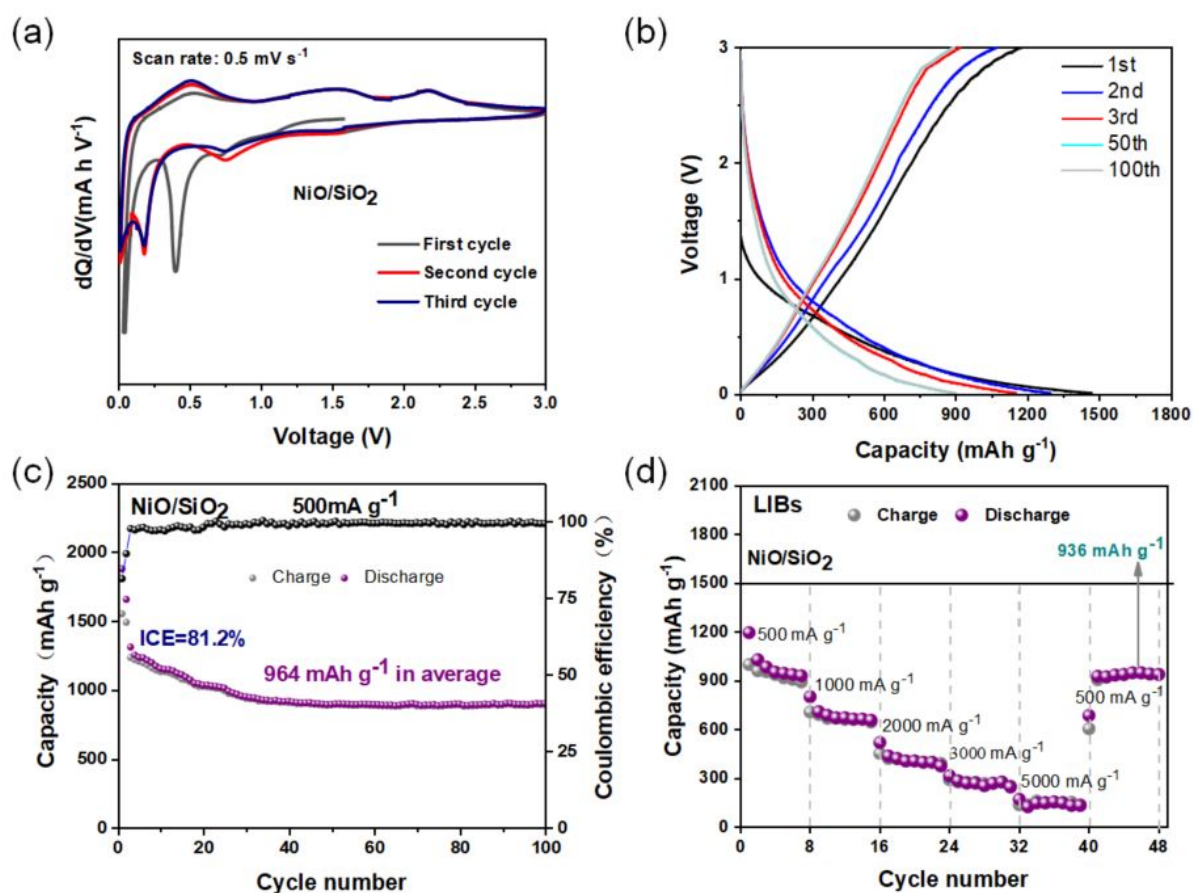 (a)
Scan rate: 0.5 mV s⁻¹
dQ/dV(mA h V⁻¹)
NiO/SiO₂
First cycle
Second cycle
Third cycle
0.0 0.5 1.0 1.5 2.0 2.5 3.0
Voltage (V)
(b)
3
2
1
0
Voltage (V)
1st
2nd
3rd
50th
100th
0 300 600 900 1200 1500 1800
Capacity (mAh g⁻¹)
(c)
2500
2000
1500
1000
500
0
Capacity (mAh g⁻¹)
NiO/SiO₂ 500mA g⁻¹
Charge Discharge
ICE=81.2%
964 mAh g⁻¹ in average
100
75
50
25
0
Coulombic efficiency (%)
0 20 40 60 80 100
Cycle number
(d)
2100
1800
1500
1200
900
600
300
0
Capacity (mAh g⁻¹)
LIBs
Charge Discharge
NiO/SiO₂
936 mAh g⁻¹
500 mA g⁻¹
1000 mA g⁻¹
2000 mA g⁻¹
3000 mA g⁻¹
5000 mA g⁻¹
500 mA g⁻¹
0 8 16 24 32 40 48
Cycle number